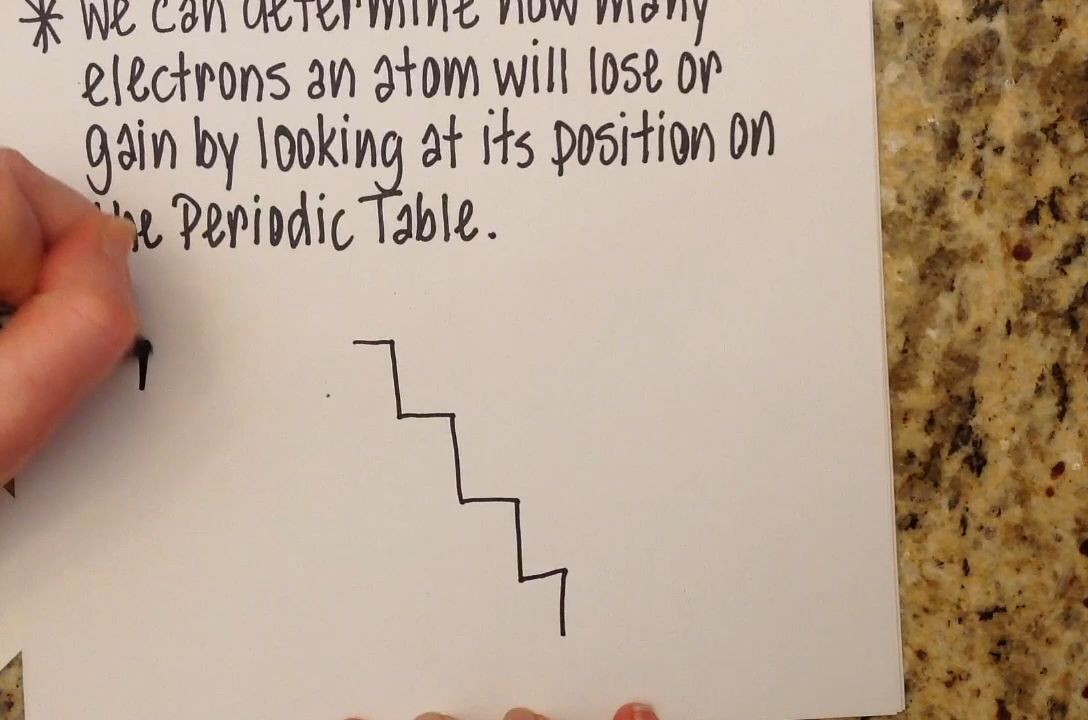 * We can determine how many
electrons an atom will lose or
gain by looking at its position on
the Periodic Table.